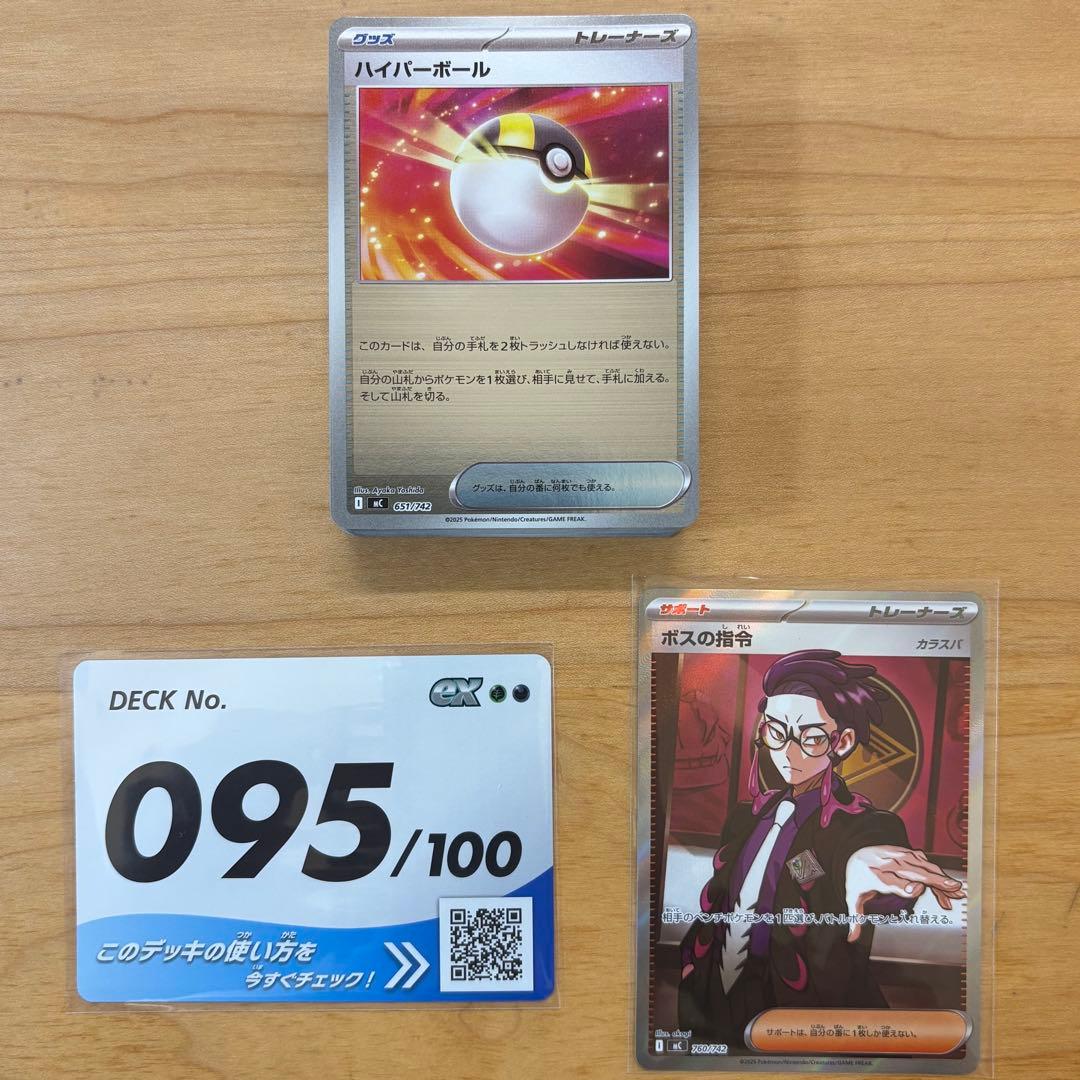 グッズ トレーナーズ
ハイパーボール
このカードは、自分の手札を2枚トラッシュしなければ使えない。
自分の山札からポケモンを1枚選び、相手に見せて、手札に加える。
そして山札を切る。
グッズは、自分の番に何枚でも使える。
Illus. Ayaka Yoshida
I MC 651/742
©2025 Pokémon/Nintendo/Creatures/GAME FREAK.
DECK No. ex
095/100
このデッキの使い方を
今すぐチェック!
サポート トレーナーズ
ボスの指令 カラスバ
相手のベンチポケモンを1匹選び、バトルポケモンと入れ替える。
サポートは、自分の番に1枚しか使えない。
Illus. okagi
I MC 760/742
©2025 Pokémon/Nintendo/Creatures/GAME FREAK.